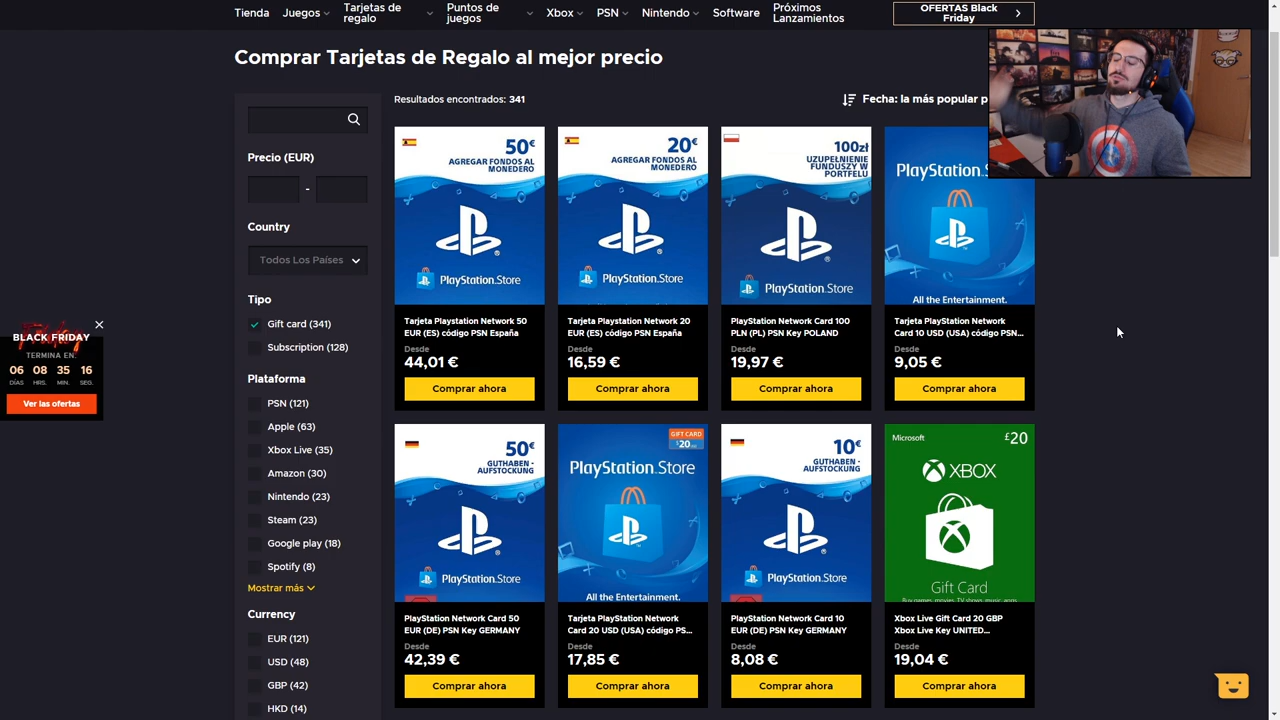 Tienda
Juegos
Tarjetas de
regalo
Puntos de
juegos
Xbox
PSN
Nintendo
Software
Próximos
Lanzamientos
OFERTAS Black
Friday
Comprar Tarjetas de Regalo al mejor precio
Resultados encontrados: 341
Fecha: la más popular p
Precio (EUR)
-
Country
Todos Los Países
Tipo
Gift card (341)
Subscription (128)
Plataforma
PSN (121)
Apple (63)
Xbox Live (35)
Amazon (30)
Nintendo (23)
Steam (23)
Google play (18)
Spotify (8)
Mostrar más
Currency
EUR (121)
USD (48)
GBP (42)
HKD (14)
BLACK FRIDAY
TERMINA EN:
06 08 35 16
DÍAS HRS. MIN. SEG.
Ver las ofertas
50€
AGREGAR FONDOS AL
MONEDERO
PlayStation.Store
Tarjeta Playstation Network 50
EUR (ES) código PSN España
Desde
44,01 €
Comprar ahora
20€
AGREGAR FONDOS AL
MONEDERO
PlayStation.Store
Tarjeta Playstation Network 20
EUR (ES) código PSN España
Desde
16,59 €
Comprar ahora
100zł
UZUPEŁNIENIE
FUNDUSZY W
PORTFELU
PlayStation.Store
PlayStation Network Card 100
PLN (PL) PSN Key POLAND
Desde
19,97 €
Comprar ahora
PlayStation.
All the Entertainment.
Tarjeta PlayStation Network
Card 10 USD (USA) código PSN...
Desde
9,05 €
Comprar ahora
50€
GUTHABEN-
AUFSTOCKUNG
PlayStation.Store
PlayStation Network Card 50
EUR (DE) PSN Key GERMANY
Desde
42,39 €
Comprar ahora
GIFT CARD
$20
PlayStation.Store
All the Entertainment.
Tarjeta PlayStation Network
Card 20 USD (USA) código PS...
Desde
17,85 €
Comprar ahora
10€
GUTHABEN-
AUFSTOCKUNG
PlayStation.Store
PlayStation Network Card 10
EUR (DE) PSN Key GERMANY
Desde
8,08 €
Comprar ahora
Microsoft
£20
XBOX
Gift Card
Buy games, movies, TV shows, music, apps
Xbox Live Gift Card 20 GBP
Xbox Live Key UNITED...
Desde
19,04 €
Comprar ahora